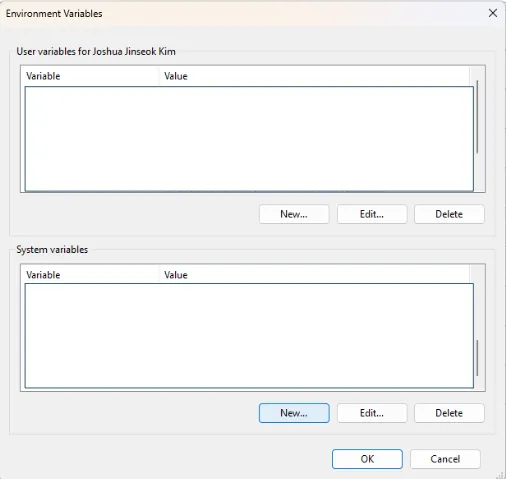 Environment Variables
User variables for Joshua Jinseok Kim
Variable Value
New... Edit... Delete
System variables
Variable Value
New... Edit... Delete
OK Cancel